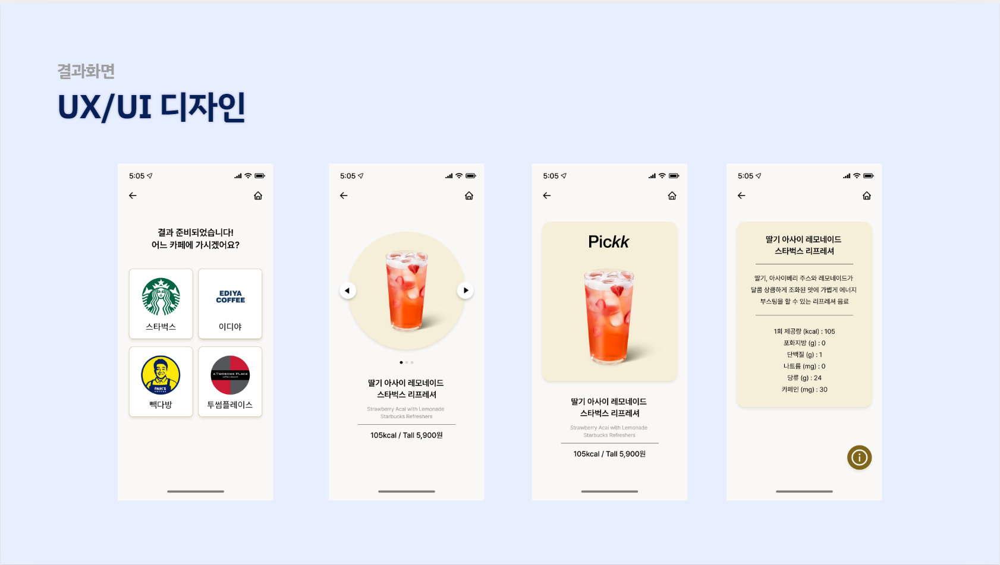 결과화면
UX/UI 디자인
5:05
결과 준비되었습니다!
어느 카페에 가시겠어요?
스타벅스
EDIYA
COFFEE
이디야
PAIK'S
COFFEE
빽다방
A TWOSOME PLACE
coffee & dessert
투썸플레이스
5:05
딸기 아사이 레모네이드
스타벅스 리프레셔
Strawberry Acai with Lemonade
Starbucks Refreshers
105kcal / Tall 5,900원
5:05
Pickk
딸기 아사이 레모네이드
스타벅스 리프레셔
Strawberry Acai with Lemonade
Starbucks Refreshers
105kcal / Tall 5,900원
5:05
딸기 아사이 레모네이드
스타벅스 리프레셔
딸기, 아사이베리 주스와 레모네이드가
달콤 상큼하게 조화된 맛에 가볍게 에너지
부스팅을 할 수 있는 리프레셔 음료
1회 제공량 (kcal) : 105
포화지방 (g) : 0
단백질 (g) : 1
나트륨 (mg) : 0
당류 (g) : 24
카페인 (mg) : 30